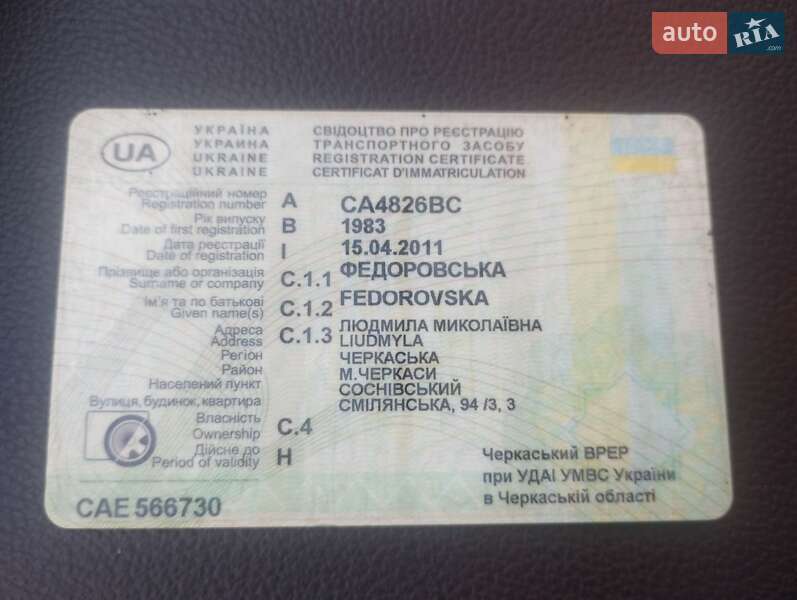 auto RIA .com
UA
УКРАЇНА
УКРАИНА
UKRAINE
UKRAINE
СВІДОЦТВО ПРО РЕЄСТРАЦІЮ
ТРАНСПОРТНОГО ЗАСОБУ
REGISTRATION CERTIFICATE
CERTIFICAT D'IMMATRICULATION
Реєстраційний номер
Registration number A CA4826BC
Рік випуску
Date of first registration B 1983
Дата реєстрації
Date of registration I 15.04.2011
Прізвище або організація
Surname or company C.1.1 ФЕДОРОВСЬКА
FEDOROVSKA
Ім'я та по батькові
Given name(s) C.1.2
ЛЮДМИЛА МИКОЛАЇВНА
LIUDMYLA
Адреса
Address C.1.3
Регіон ЧЕРКАСЬКА
Район М.ЧЕРКАСИ
Населений пункт СОСНІВСЬКИЙ
Вулиця, будинок, квартира СМІЛЯНСЬКА, 94 /3, 3
Власність
Ownership C.4
Дійсне до
Period of validity H
Черкаський ВРЕР
при УДАІ УМВС України
в Черкаській області
САЕ 566730